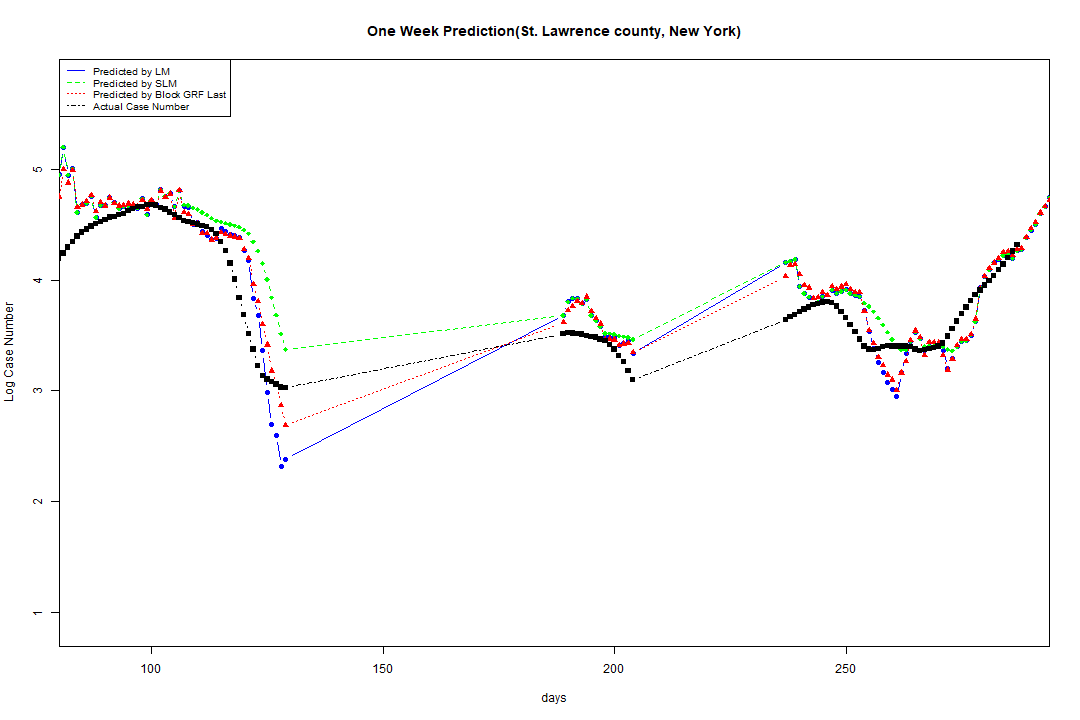 One Week Prediction(St. Lawrence county, New York)
Predicted by LM
Predicted by SLM
Predicted by Block GRF Last
Actual Case Number
5
4
3
2
1
Log Case Number
100 150 200 250
days